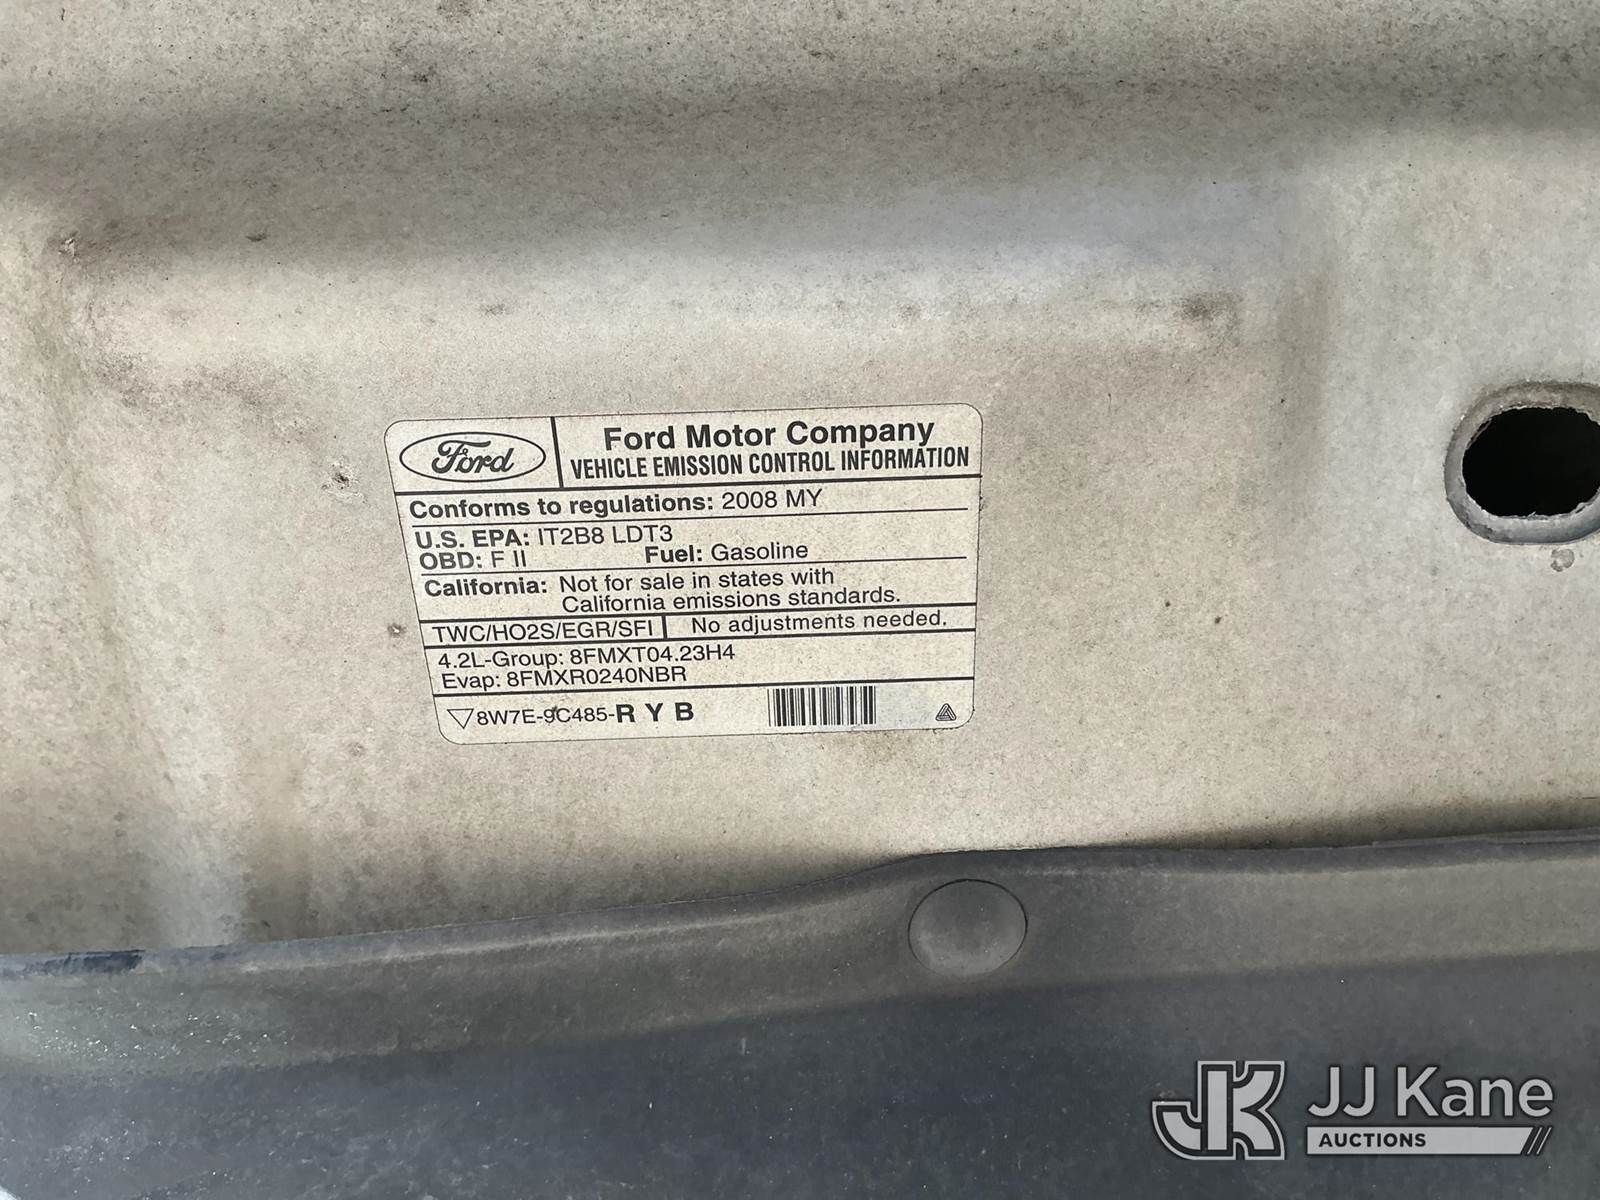 Ford
Ford Motor Company
VEHICLE EMISSION CONTROL INFORMATION
Conforms to regulations: 2008 MY
U.S. EPA: IT2B8 LDT3
OBD: F II Fuel: Gasoline
California: Not for sale in states with
California emissions standards.
TWC/HO2S/EGR/SFI No adjustments needed.
4.2L-Group: 8FMXT04.23H4
Evap: 8FMXR0240NBR
8W7E-9C485-R Y B
JK JJ Kane
AUCTIONS